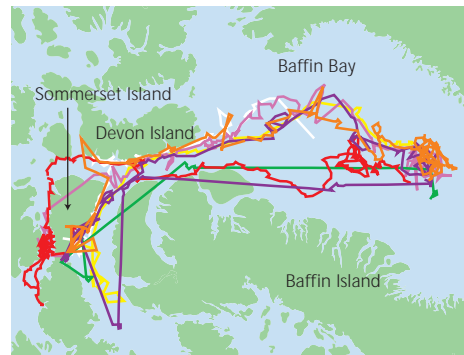 Baffin Bay
Sommerset Island
Devon Island
Baffin Island